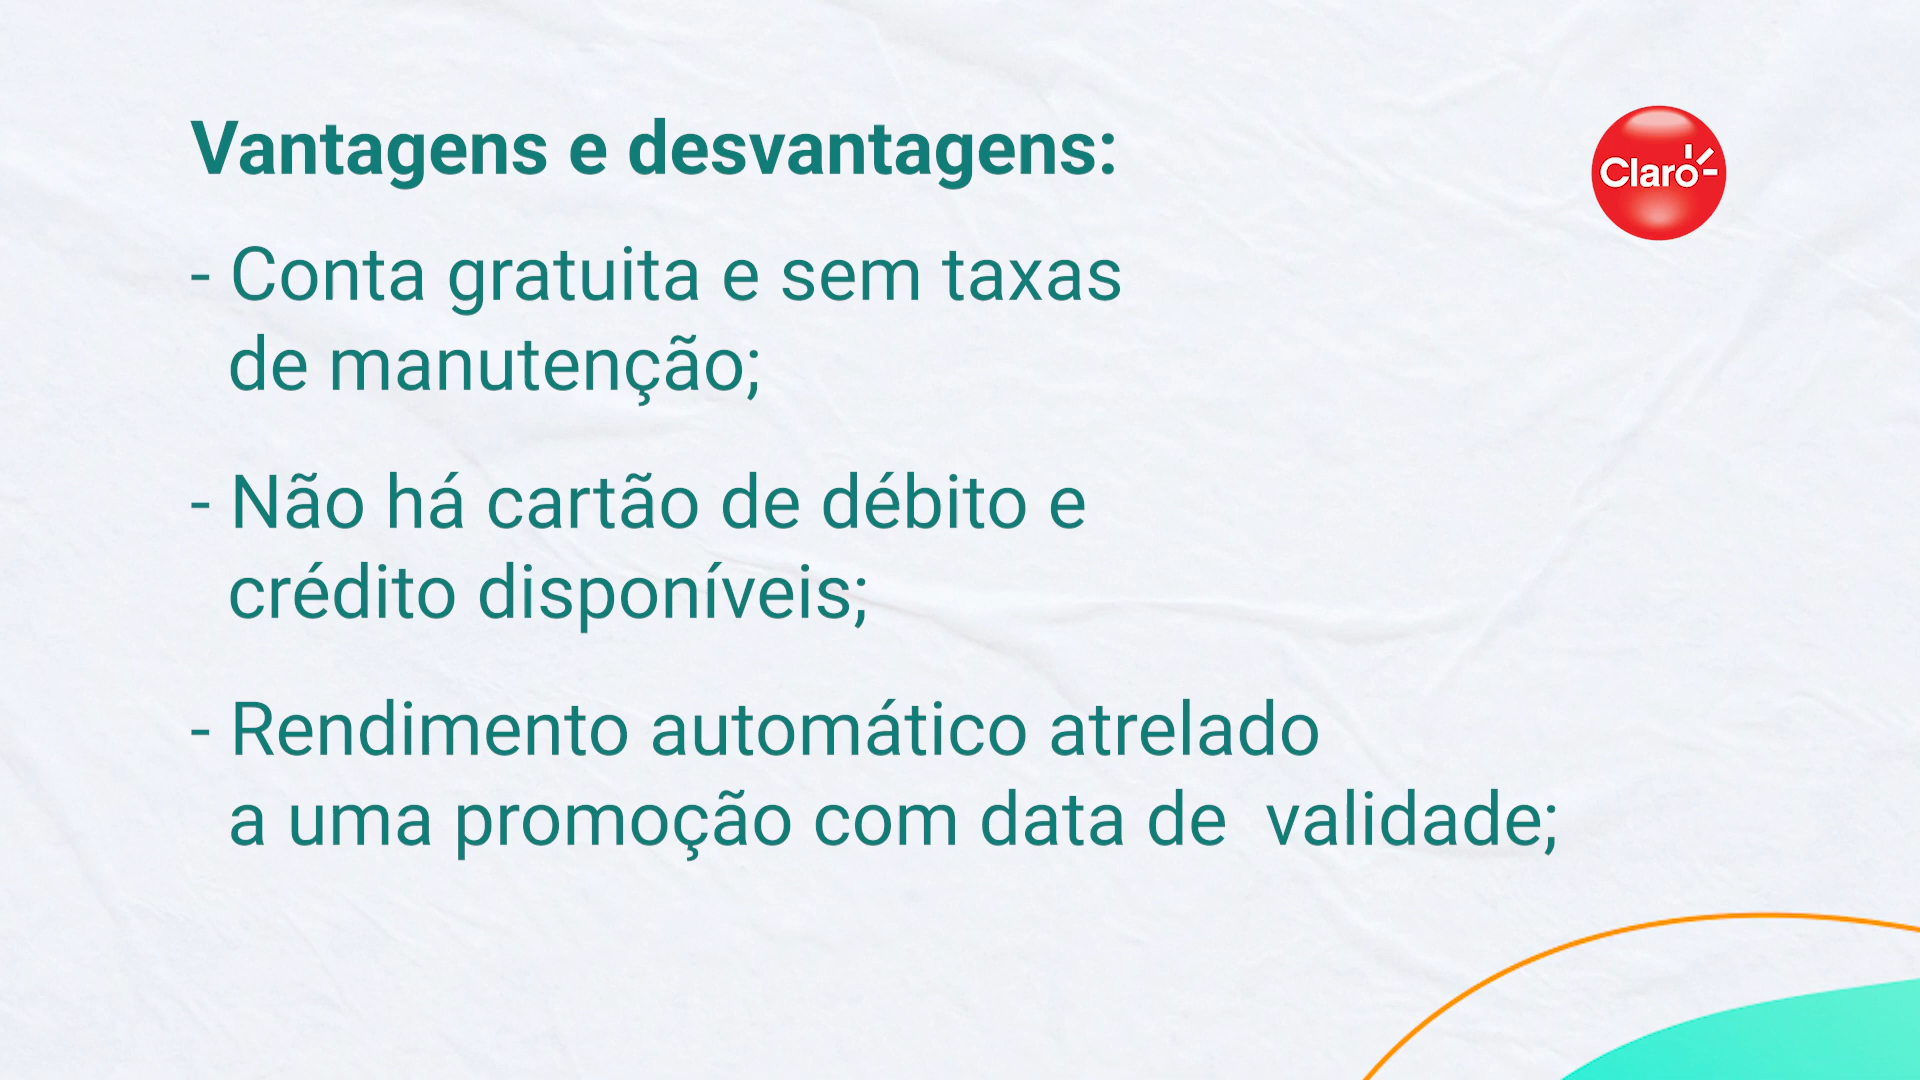 Vantagens e desvantagens:
Claro
- Conta gratuita e sem taxas
de manutenção;
- Não há cartão de débito e
crédito disponíveis;
- Rendimento automático atrelado
a uma promoção com data de  validade;